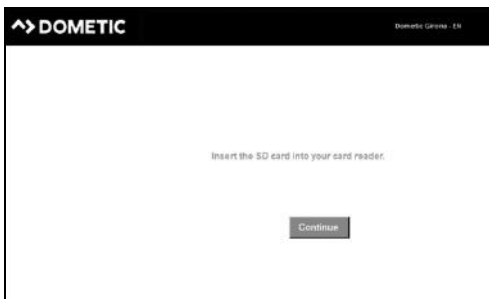 DOMETIC
Dometic Girona - EN
Insert the SD card into your card reader.
Continue